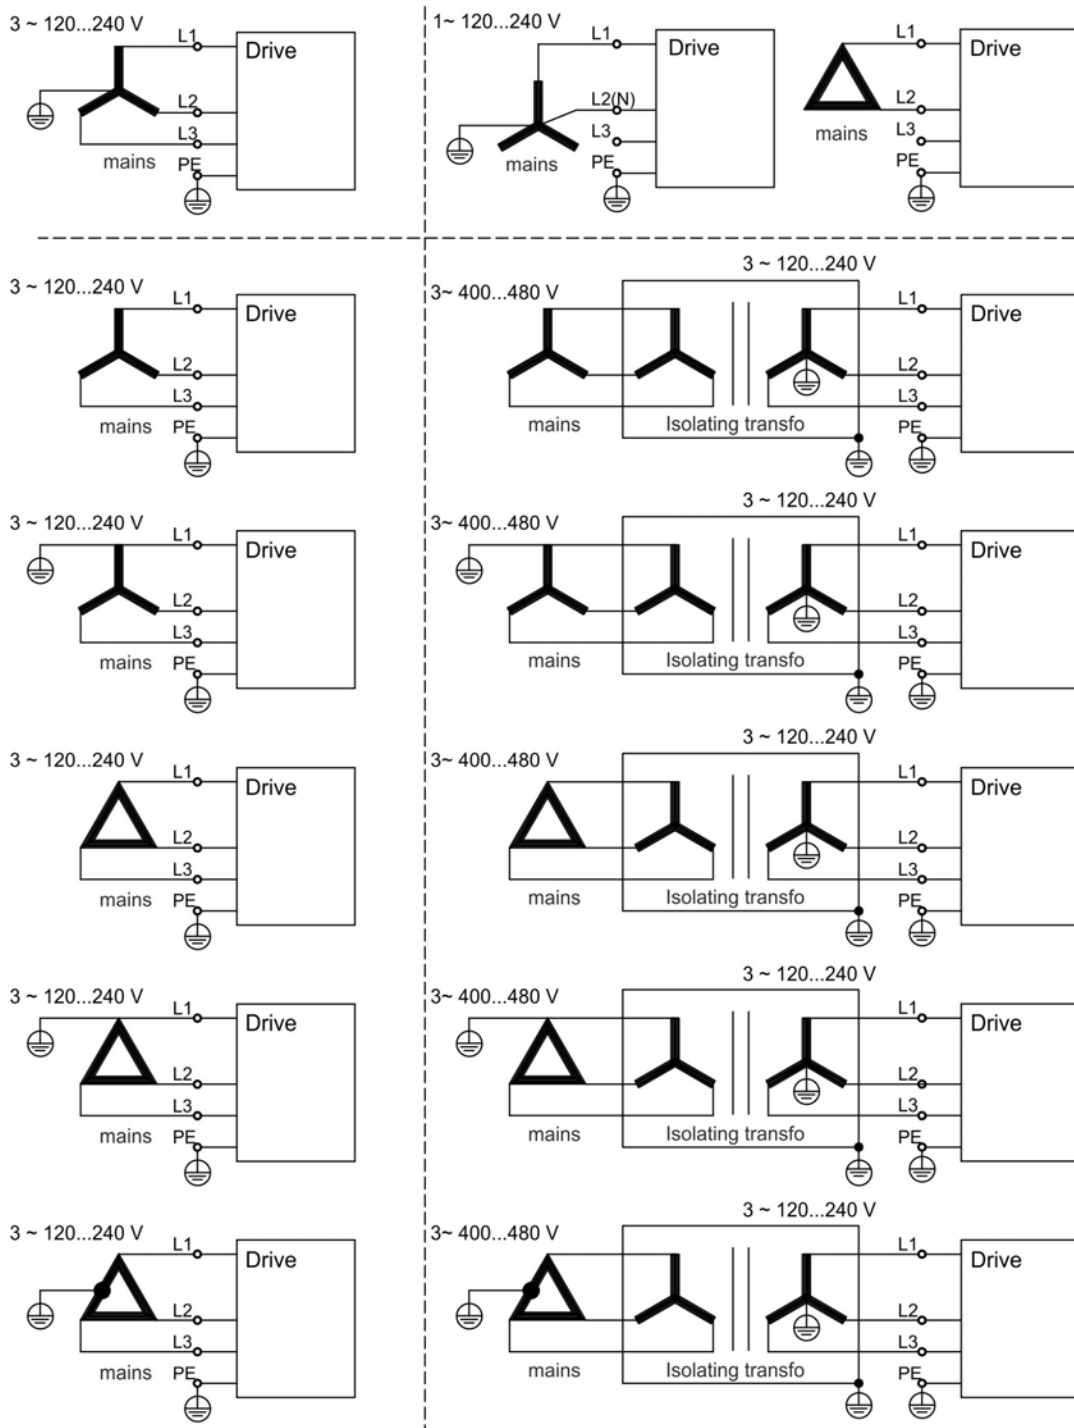 3 ~ 120...240 V
L1
Drive
L2
L3
mains
PE
1~ 120...240 V
L1
Drive
L2(N)
L3
mains
PE
L1
Drive
L2
mains
L3
PE
3 ~ 120...240 V
L1
Drive
L2
L3
mains
PE
3 ~ 120...240 V
3~ 400...480 V
L1
Drive
L2
L3
mains
Isolating transfo
PE
3 ~ 120...240 V
L1
Drive
L2
L3
mains
PE
3 ~ 120...240 V
3~ 400...480 V
L1
Drive
L2
L3
mains
Isolating transfo
PE
3 ~ 120...240 V
L1
Drive
L2
L3
mains
PE
3 ~ 120...240 V
3~ 400...480 V
L1
Drive
L2
L3
mains
Isolating transfo
PE
3 ~ 120...240 V
L1
Drive
L2
L3
mains
PE
3 ~ 120...240 V
3~ 400...480 V
L1
Drive
L2
L3
mains
Isolating transfo
PE
3 ~ 120...240 V
L1
Drive
L2
L3
mains
PE
3 ~ 120...240 V
3~ 400...480 V
L1
Drive
L2
L3
mains
Isolating transfo
PE